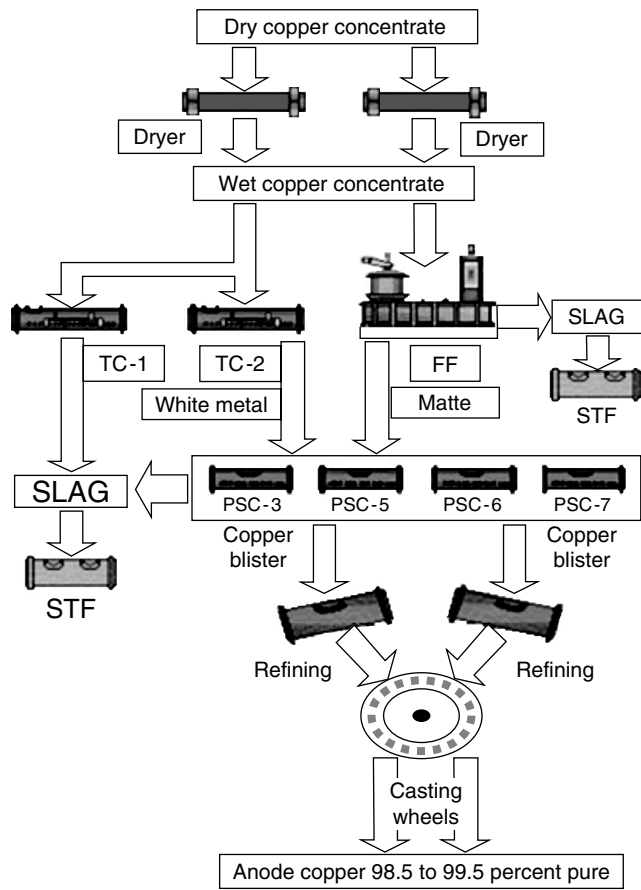 Dry copper concentrate
Dryer
Dryer
Wet copper concentrate
SLAG
TC-1
TC-2
FF
White metal
Matte
STF
SLAG
PSC-3
PSC-5
PSC-6
PSC-7
Copper
blister
Copper
blister
STF
Refining
Refining
Casting
wheels
Anode copper 98.5 to 99.5 percent pure